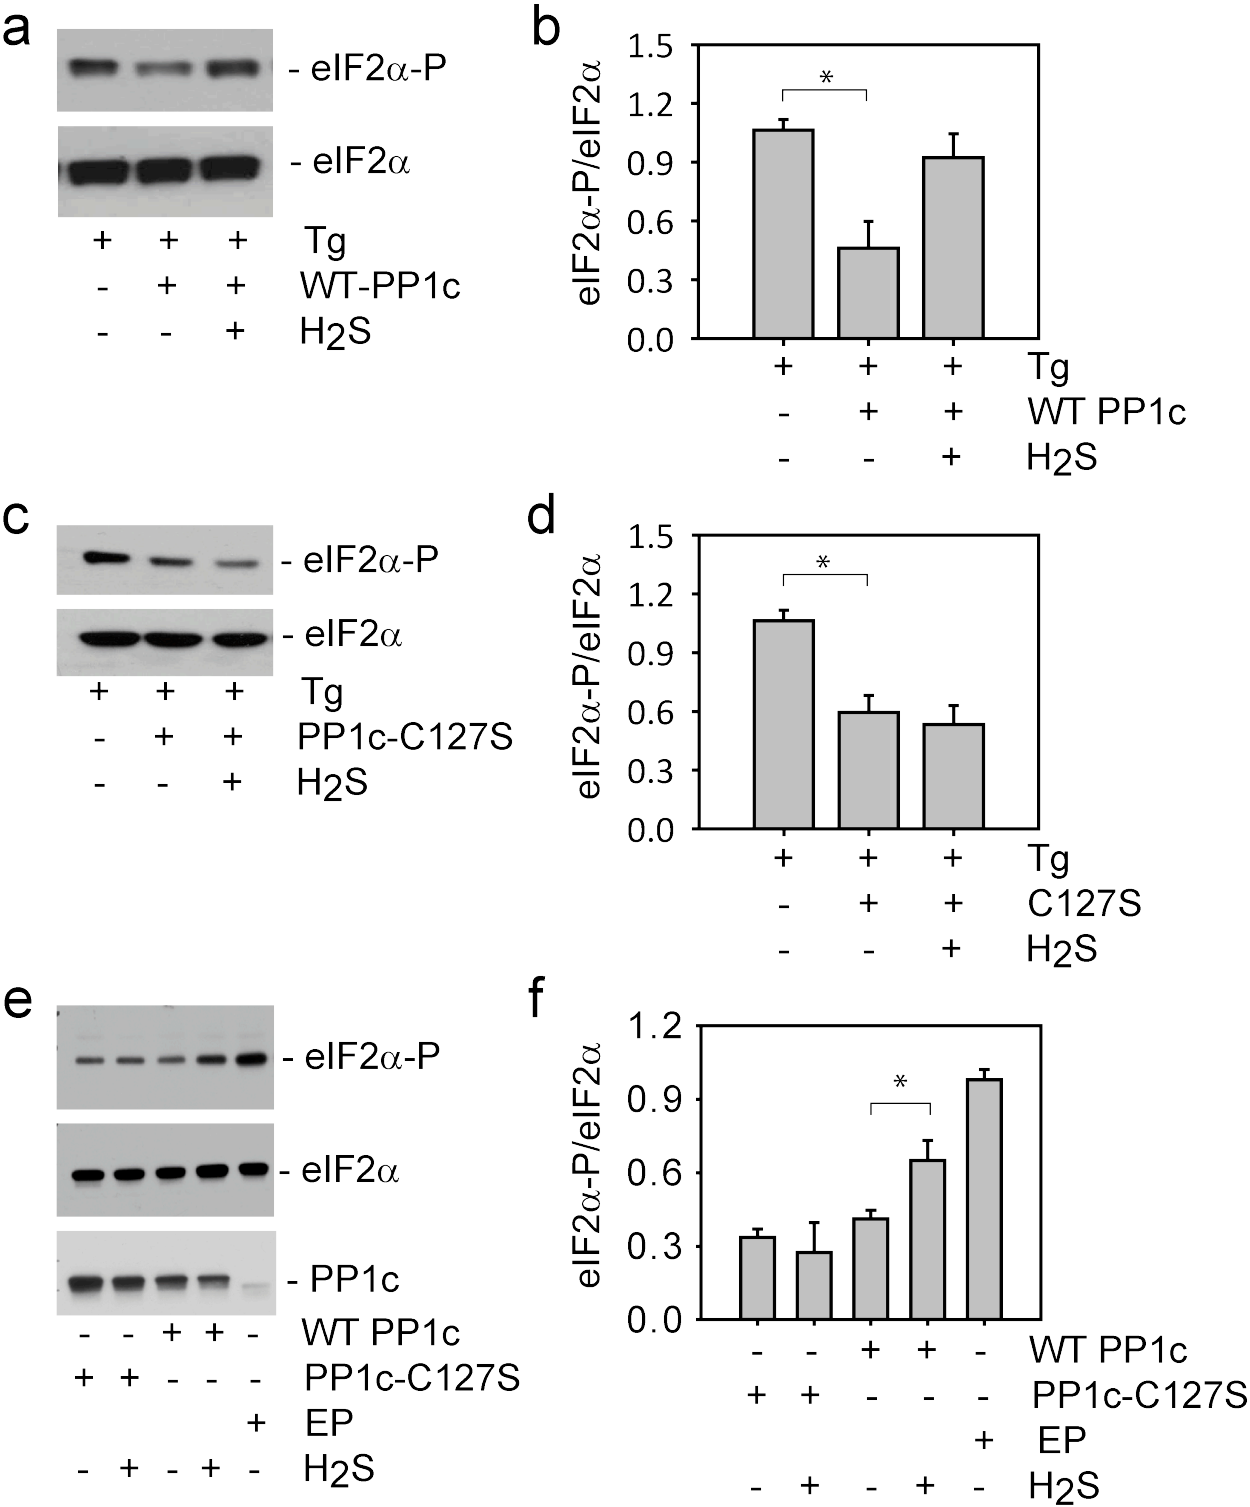 a
- eIF2α-P
- eIF2α
+ + + Tg
- + + WT-PP1c
- - + H2S
b
1.5
1.2
0.9
0.6
0.3
0.0
eIF2α-P/eIF2α
*
+ + + Tg
- + + WT PP1c
- - + H2S
c
- eIF2α-P
- eIF2α
+ + + Tg
- + + PP1c-C127S
- - + H2S
d
1.5
1.2
0.9
0.6
0.3
0.0
eIF2α-P/eIF2α
*
+ + + Tg
- + + C127S
- - + H2S
e
- eIF2α-P
- eIF2α
- PP1c
- - + + - WT PP1c
+ + - - - PP1c-C127S
+ EP
- + - + - H2S
f
1.2
0.9
0.6
0.3
0.0
eIF2α-P/eIF2α
*
- - + + - WT PP1c
+ + - - - PP1c-C127S
+ EP
- + - + - H2S